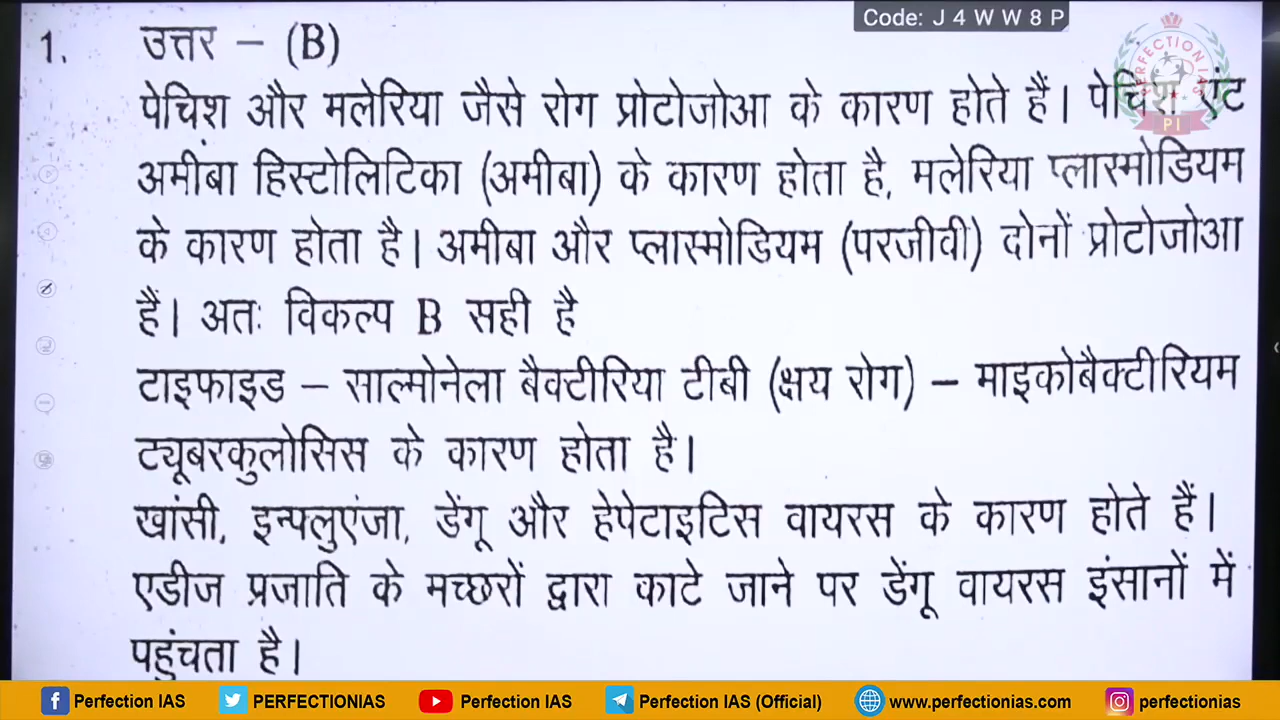 Code: J 4 W W 8 P
1. उत्तर – (B)
पेचिश और मलेरिया जैसे रोग प्रोटोजोआ के कारण होते हैं। पेचिश एंट
अमींबा हिस्टोलिटिका (अमीबा) के कारण होता है, मलेरिया प्लास्मोडियम
के कारण होता है। अमीबा और प्लास्मोडियम (परजीवी) दोनों प्रोटोजोआ
हैं। अतः विकल्प B सही है
टाइफाइड – साल्मोनेला बैक्टीरिया टीबी (क्षय रोग) – माइकोबैक्टीरियम
ट्यूबरकुलोसिस के कारण होता है।
खांसी, इन्फ्लुएंजा, डेंगू और हेपेटाइटिस वायरस के कारण होते हैं।
एडीज प्रजाति के मच्छरों द्वारा काटे जाने पर डेंगू वायरस इंसानों में
पहुंचता है।
PERFECTION IAS
PI
Perfection IAS PERFECTIONIAS Perfection IAS Perfection IAS (Official) www.perfectionias.com perfectionias